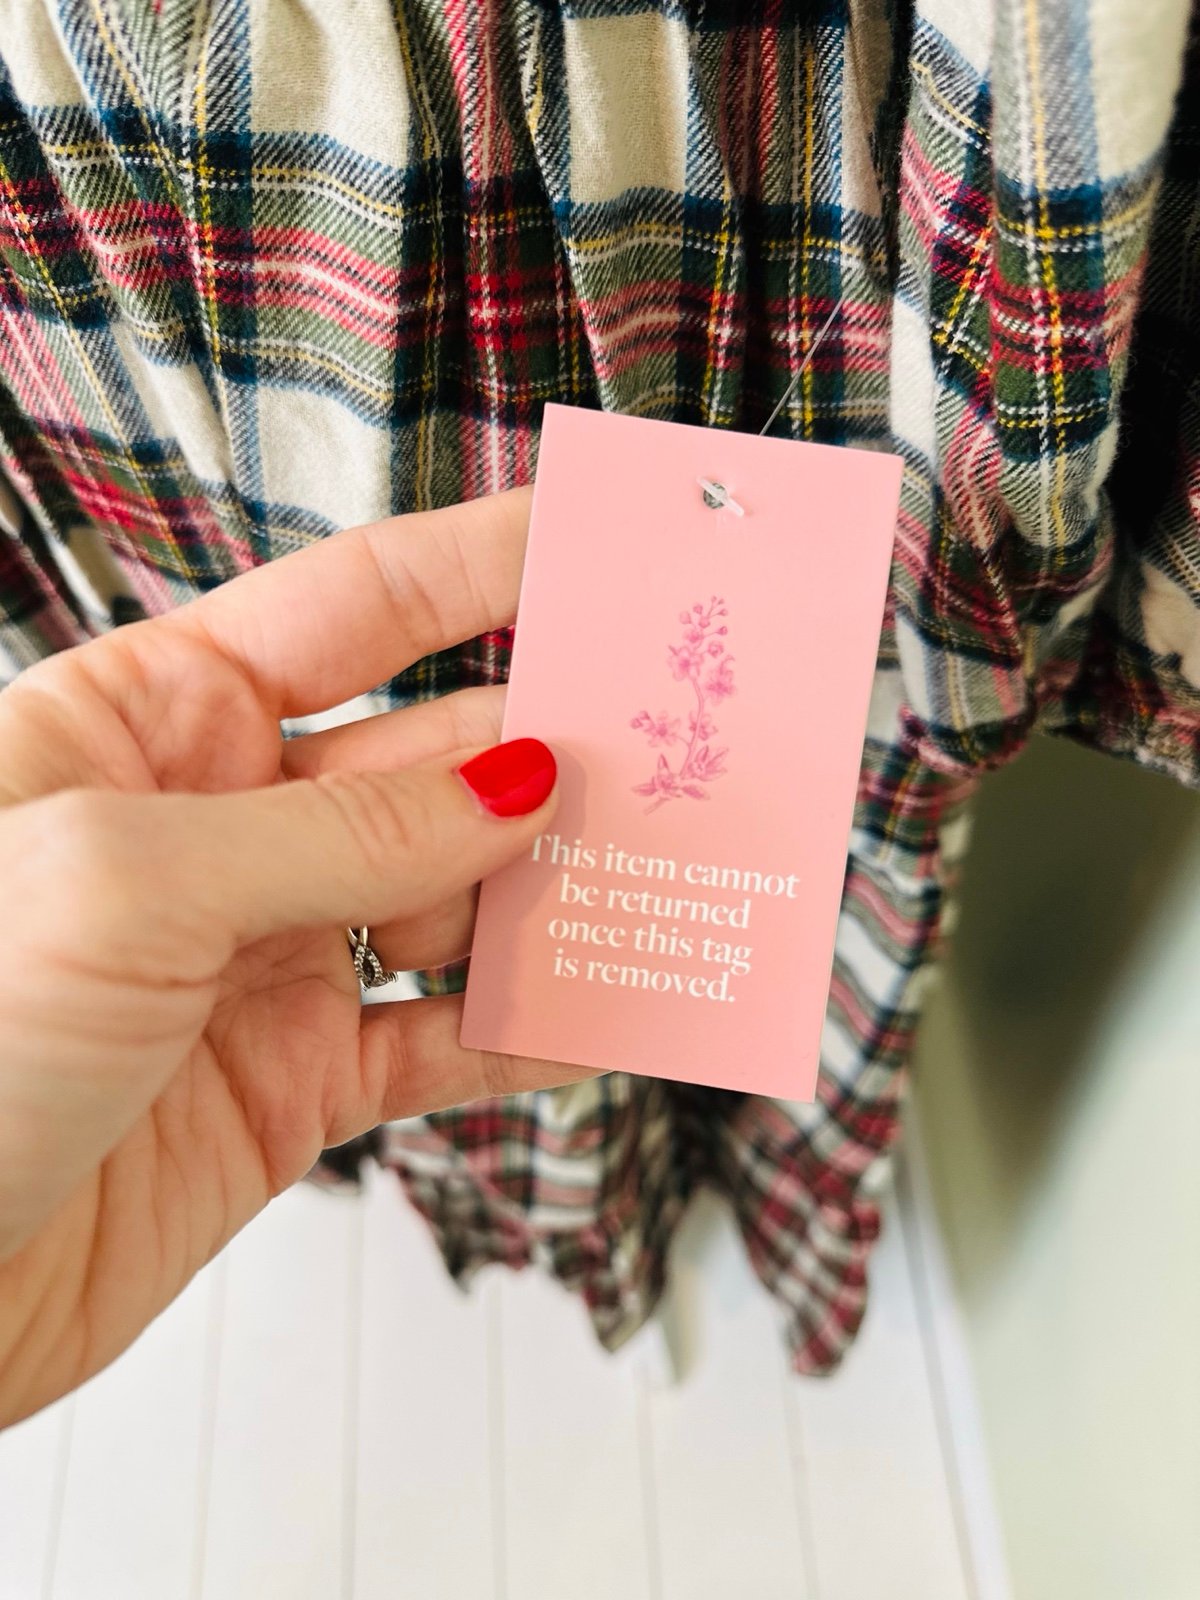 This item cannot
be returned
once this tag
is removed.